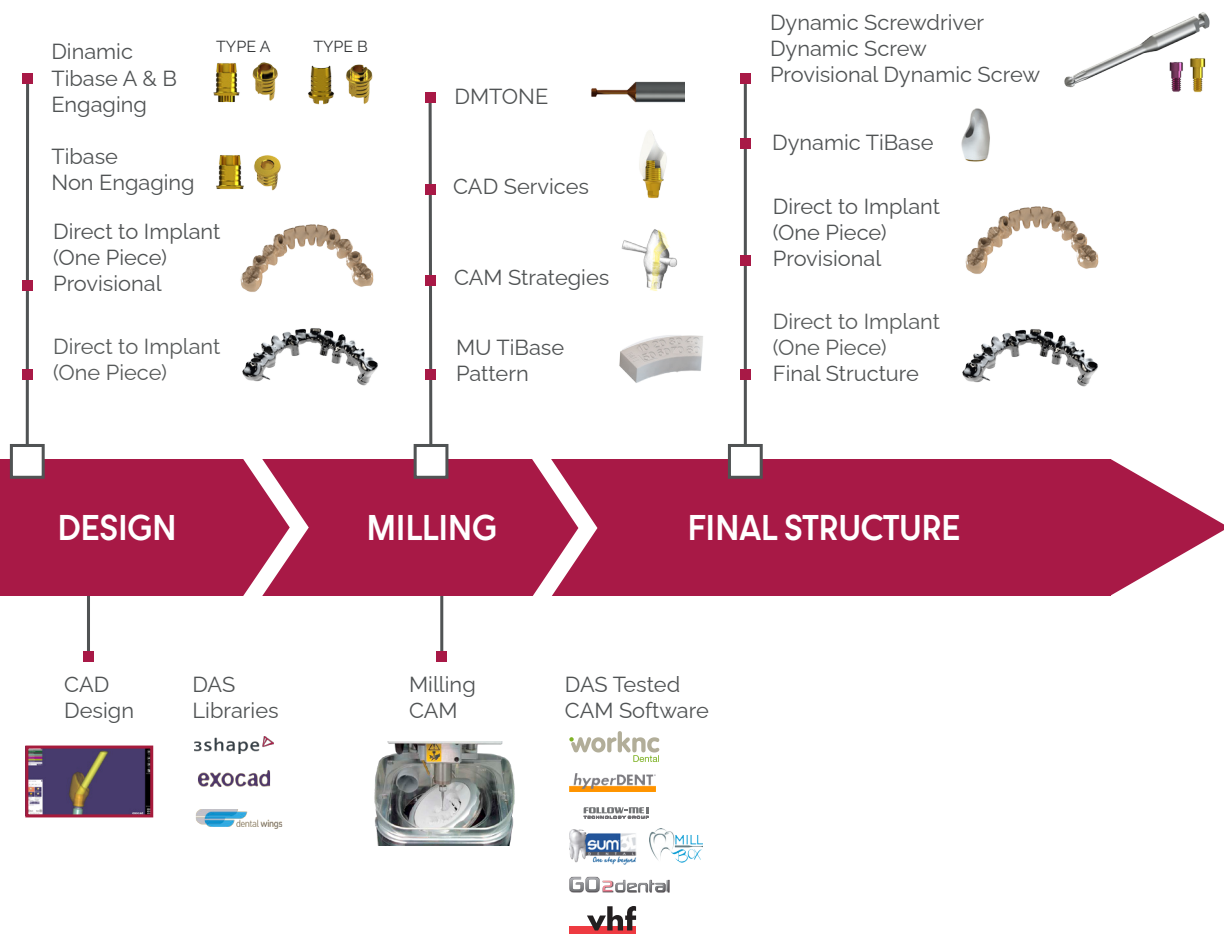 Dinamic
Tibase A & B
Engaging
TYPE A
TYPE B
Tibase
Non Engaging
Direct to Implant
(One Piece)
Provisional
Direct to Implant
(One Piece)
DMTONE
CAD Services
CAM Strategies
MU TiBase
Pattern
Dynamic Screwdriver
Dynamic Screw
Provisional Dynamic Screw
Dynamic TiBase
Direct to Implant
(One Piece)
Provisional
Direct to Implant
(One Piece)
Final Structure
DESIGN
MILLING
FINAL STRUCTURE
CAD
Design
DAS
Libraries
3shape
exocad
dental wings
Milling
CAM
DAS Tested
CAM Software
worknc
Dental
hyperDENT
FOLLOW-ME!
TECHNOLOGY GROUP
sum3D
DENTAL
One step beyond
MILL
BOX
GO2dental
vhf